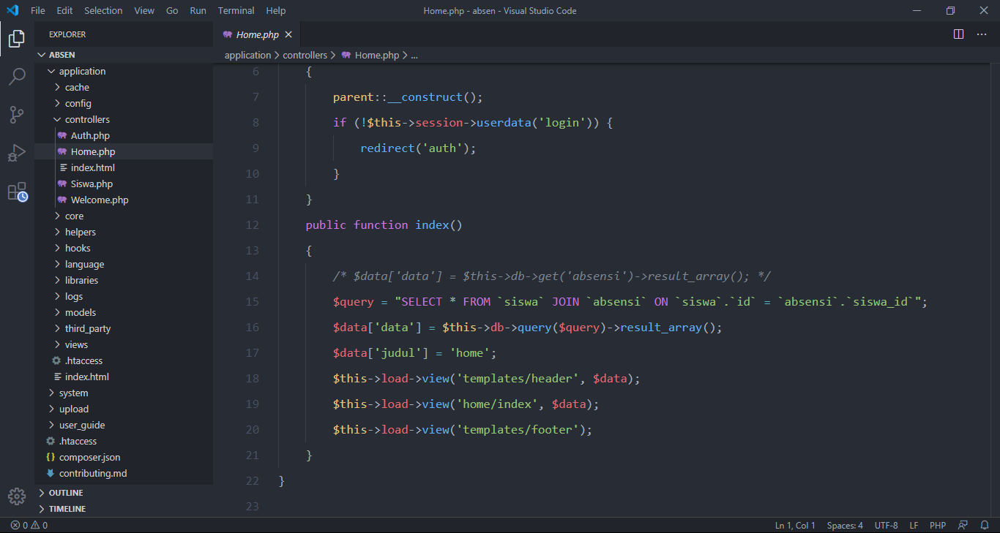 File Edit Selection View Go Run Terminal Help
Home.php - absen - Visual Studio Code
EXPLORER
ABSEN
application
cache
config
controllers
Auth.php
Home.php
index.html
Siswa.php
Welcome.php
core
helpers
hooks
language
libraries
logs
models
third_party
views
.htaccess
index.html
system
upload
user_guide
.htaccess
composer.json
contributing.md
OUTLINE
TIMELINE
Home.php
application > controllers > Home.php > ...
6 {
7 parent::__construct();
8 if (!$this->session->userdata('login')) {
9 redirect('auth');
10 }
11 }
12 public function index()
13 {
14 /* $data['data'] = $this->db->get('absensi')->result_array(); */
15 $query = "SELECT * FROM `siswa` JOIN `absensi` ON `siswa`.`id` = `absensi`.`siswa_id`";
16 $data['data'] = $this->db->query($query)->result_array();
17 $data['judul'] = 'home';
18 $this->load->view('templates/header', $data);
19 $this->load->view('home/index', $data);
20 $this->load->view('templates/footer');
21 }
22 }
23
0 0
Ln 1, Col 1 Spaces: 4 UTF-8 LF PHP